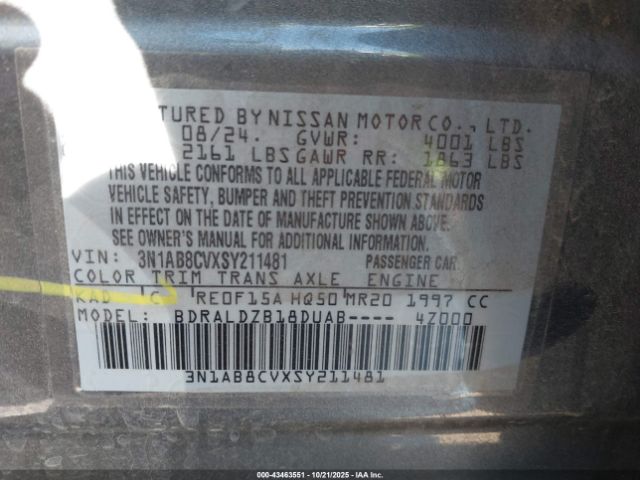 TURED BY NISSAN MOTOR CO., LTD.
08/24. GVWR: 4001 LBS
2161 LBS GAWR RR: 1863 LBS
THIS VEHICLE CONFORMS TO ALL APPLICABLE FEDERAL MOTOR
VEHICLE SAFETY, BUMPER AND THEFT PREVENTION STANDARDS
IN EFFECT ON THE DATE OF MANUFACTURE SHOWN ABOVE.
SEE OWNER'S MANUAL FOR ADDITIONAL INFORMATION.
VIN: 3N1AB8CVXSY211481 PASSENGER CAR
COLOR TRIM TRANS AXLE ENGINE
KAD C RE0F15A HQ50 MR20 1997 CC
MODEL: BDRALDZB18DUAB---- 4Z000
3N1AB8CVXSY211481
000-43463551 - 10/21/2025 - IAA Inc.